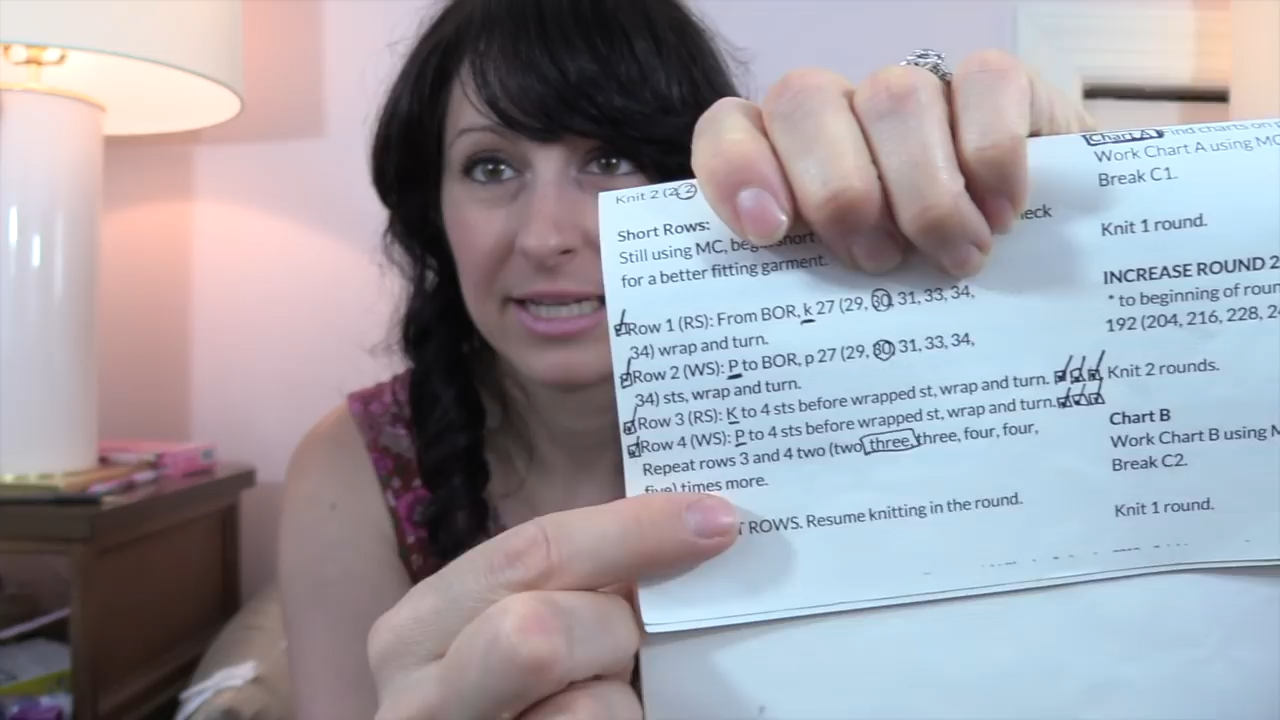 Knit 2 (2, 2
Short Rows:
Still using MC, begin short
for a better fitting garment.
Row 1 (RS): From BOR, k 27 (29, 30, 31, 33, 34,
34) wrap and turn.
Row 2 (WS): P to BOR, p 27 (29, 30, 31, 33, 34,
34) sts, wrap and turn.
Row 3 (RS): K to 4 sts before wrapped st, wrap and turn.
Row 4 (WS): P to 4 sts before wrapped st, wrap and turn.
Repeat rows 3 and 4 two (two, three, three, four, four,
five) times more.
ROWS. Resume knitting in the round.
Chart A Find charts on
Work Chart A using MC
Break C1.
Knit 1 round.
INCREASE ROUND 2
* to beginning of roun
192 (204, 216, 228, 24
Knit 2 rounds.
Chart B
Work Chart B using M
Break C2.
Knit 1 round.